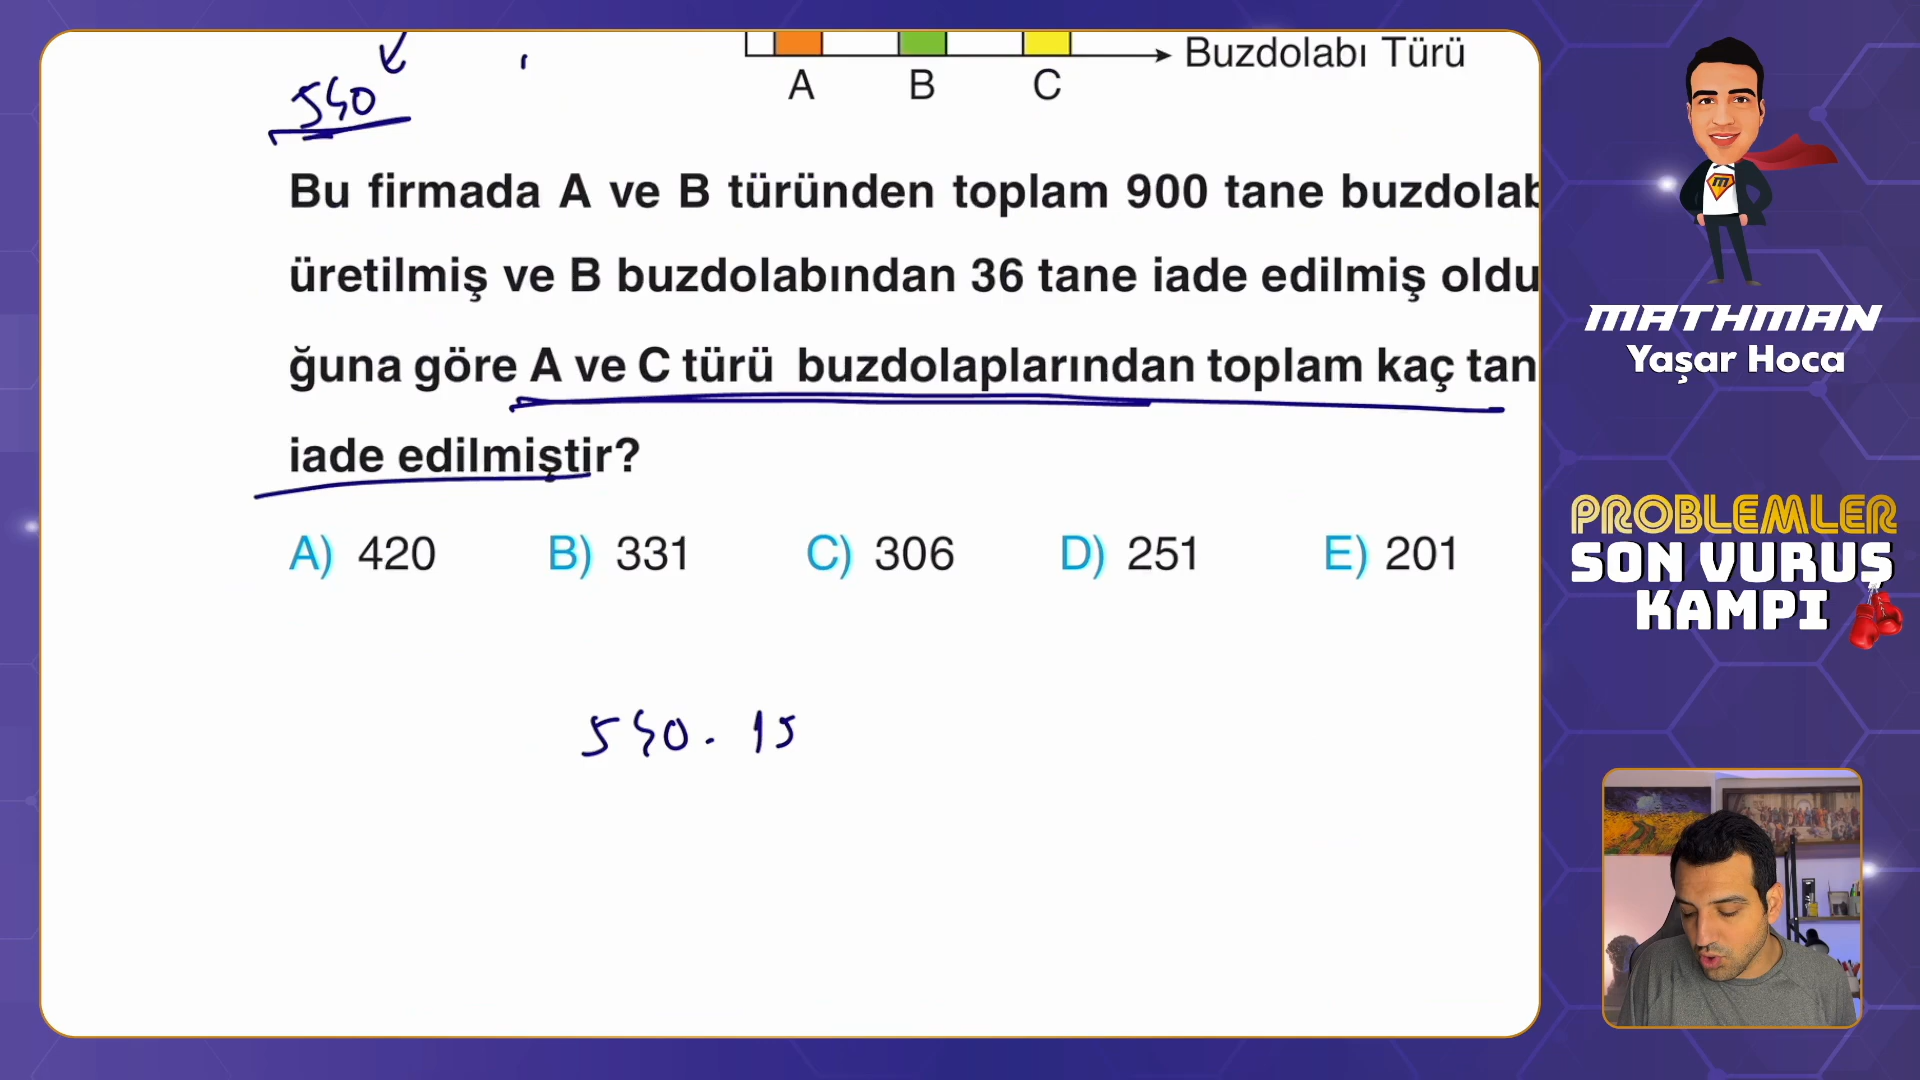 Buzdolabı Türü
A B C
540
Bu firmada A ve B türünden toplam 900 tane buzdolab
üretilmiş ve B buzdolabından 36 tane iade edilmiş oldu
ğuna göre A ve C türü buzdolaplarından toplam kaç tan
iade edilmiştir?
A) 420 B) 331 C) 306 D) 251 E) 201
540. 15
m
MATHMAN
Yaşar Hoca
PROBLEMLER
SON VURUŞ
KAMPI